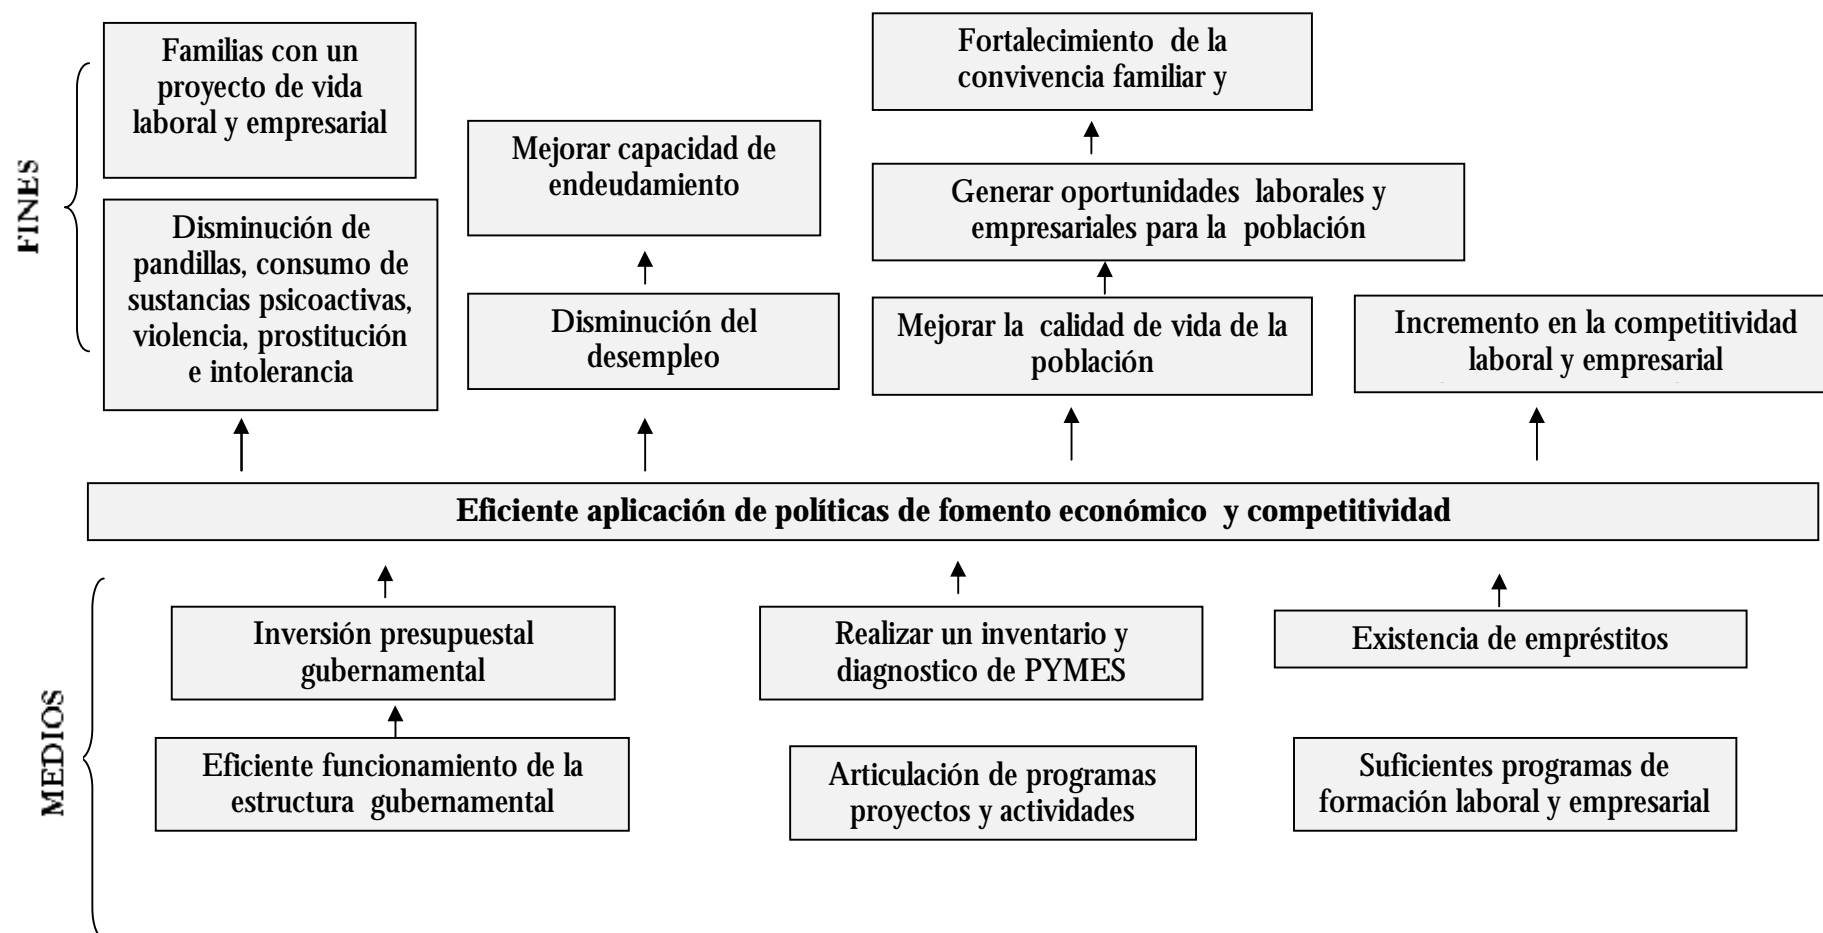 FINES
Familias con un
proyecto de vida
laboral y empresarial
Disminución de
pandillas, consumo de
sustancias psicoactivas,
violencia, prostitución
e intolerancia
Mejorar capacidad de
endeudamiento
Disminución del
desempleo
Fortalecimiento de la
convivencia familiar y
Generar oportunidades laborales y
empresariales para la población
Mejorar la calidad de vida de la
población
Incremento en la competitividad
laboral y empresarial
Eficiente aplicación de políticas de fomento económico y competitividad
MEDIOS
Inversión presupuestal
gubernamental
Eficiente funcionamiento de la
estructura gubernamental
Realizar un inventario y
diagnostico de PYMES
Articulación de programas
proyectos y actividades
Existencia de empréstitos
Suficientes programas de
formación laboral y empresarial